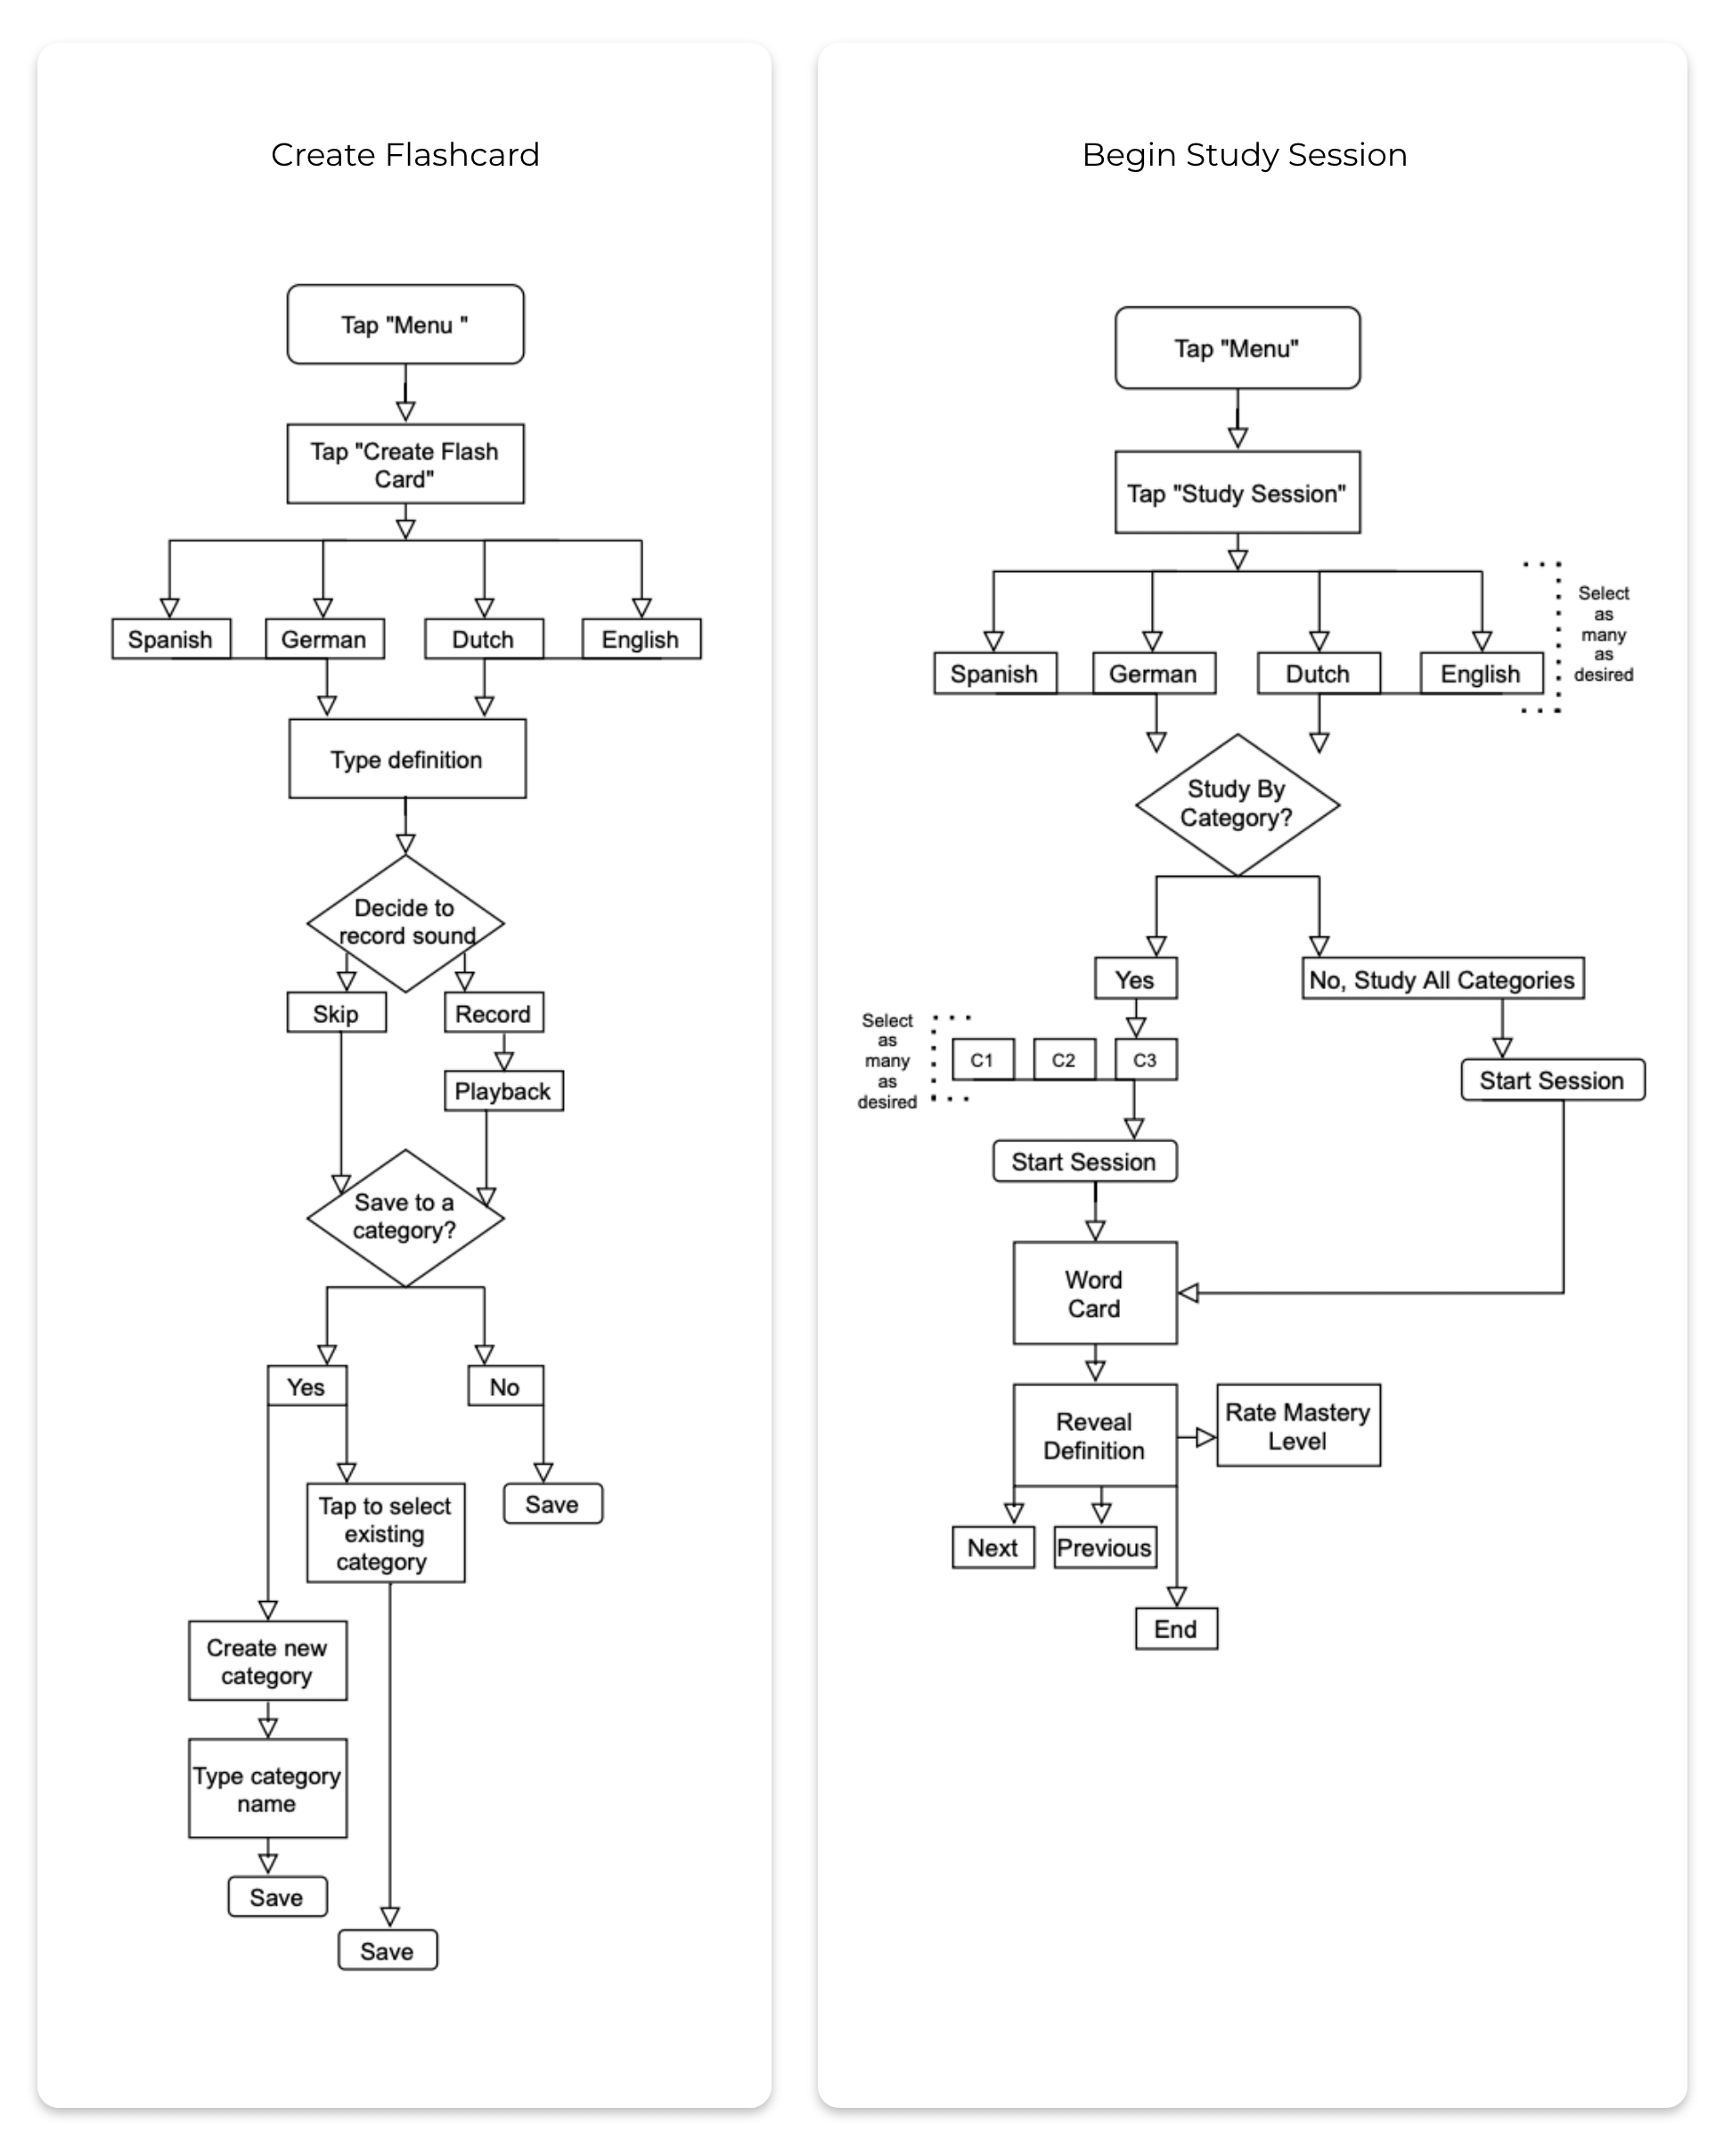 Create Flashcard
Tap "Menu "
Tap "Create Flash
Card"
Spanish
German
Dutch
English
Type definition
Decide to
record sound
Skip
Record
Playback
Save to a
category?
Yes
No
Tap to select
existing
category
Save
Create new
category
Type category
name
Save
Save
Begin Study Session
Tap "Menu"
Tap "Study Session"
Spanish
German
Dutch
English
Select
as
many
as
desired
Study By
Category?
Yes
No, Study All Categories
Select
as
many
as
desired
C1
C2
C3
Start Session
Start Session
Word
Card
Reveal
Definition
Rate Mastery
Level
Next
Previous
End